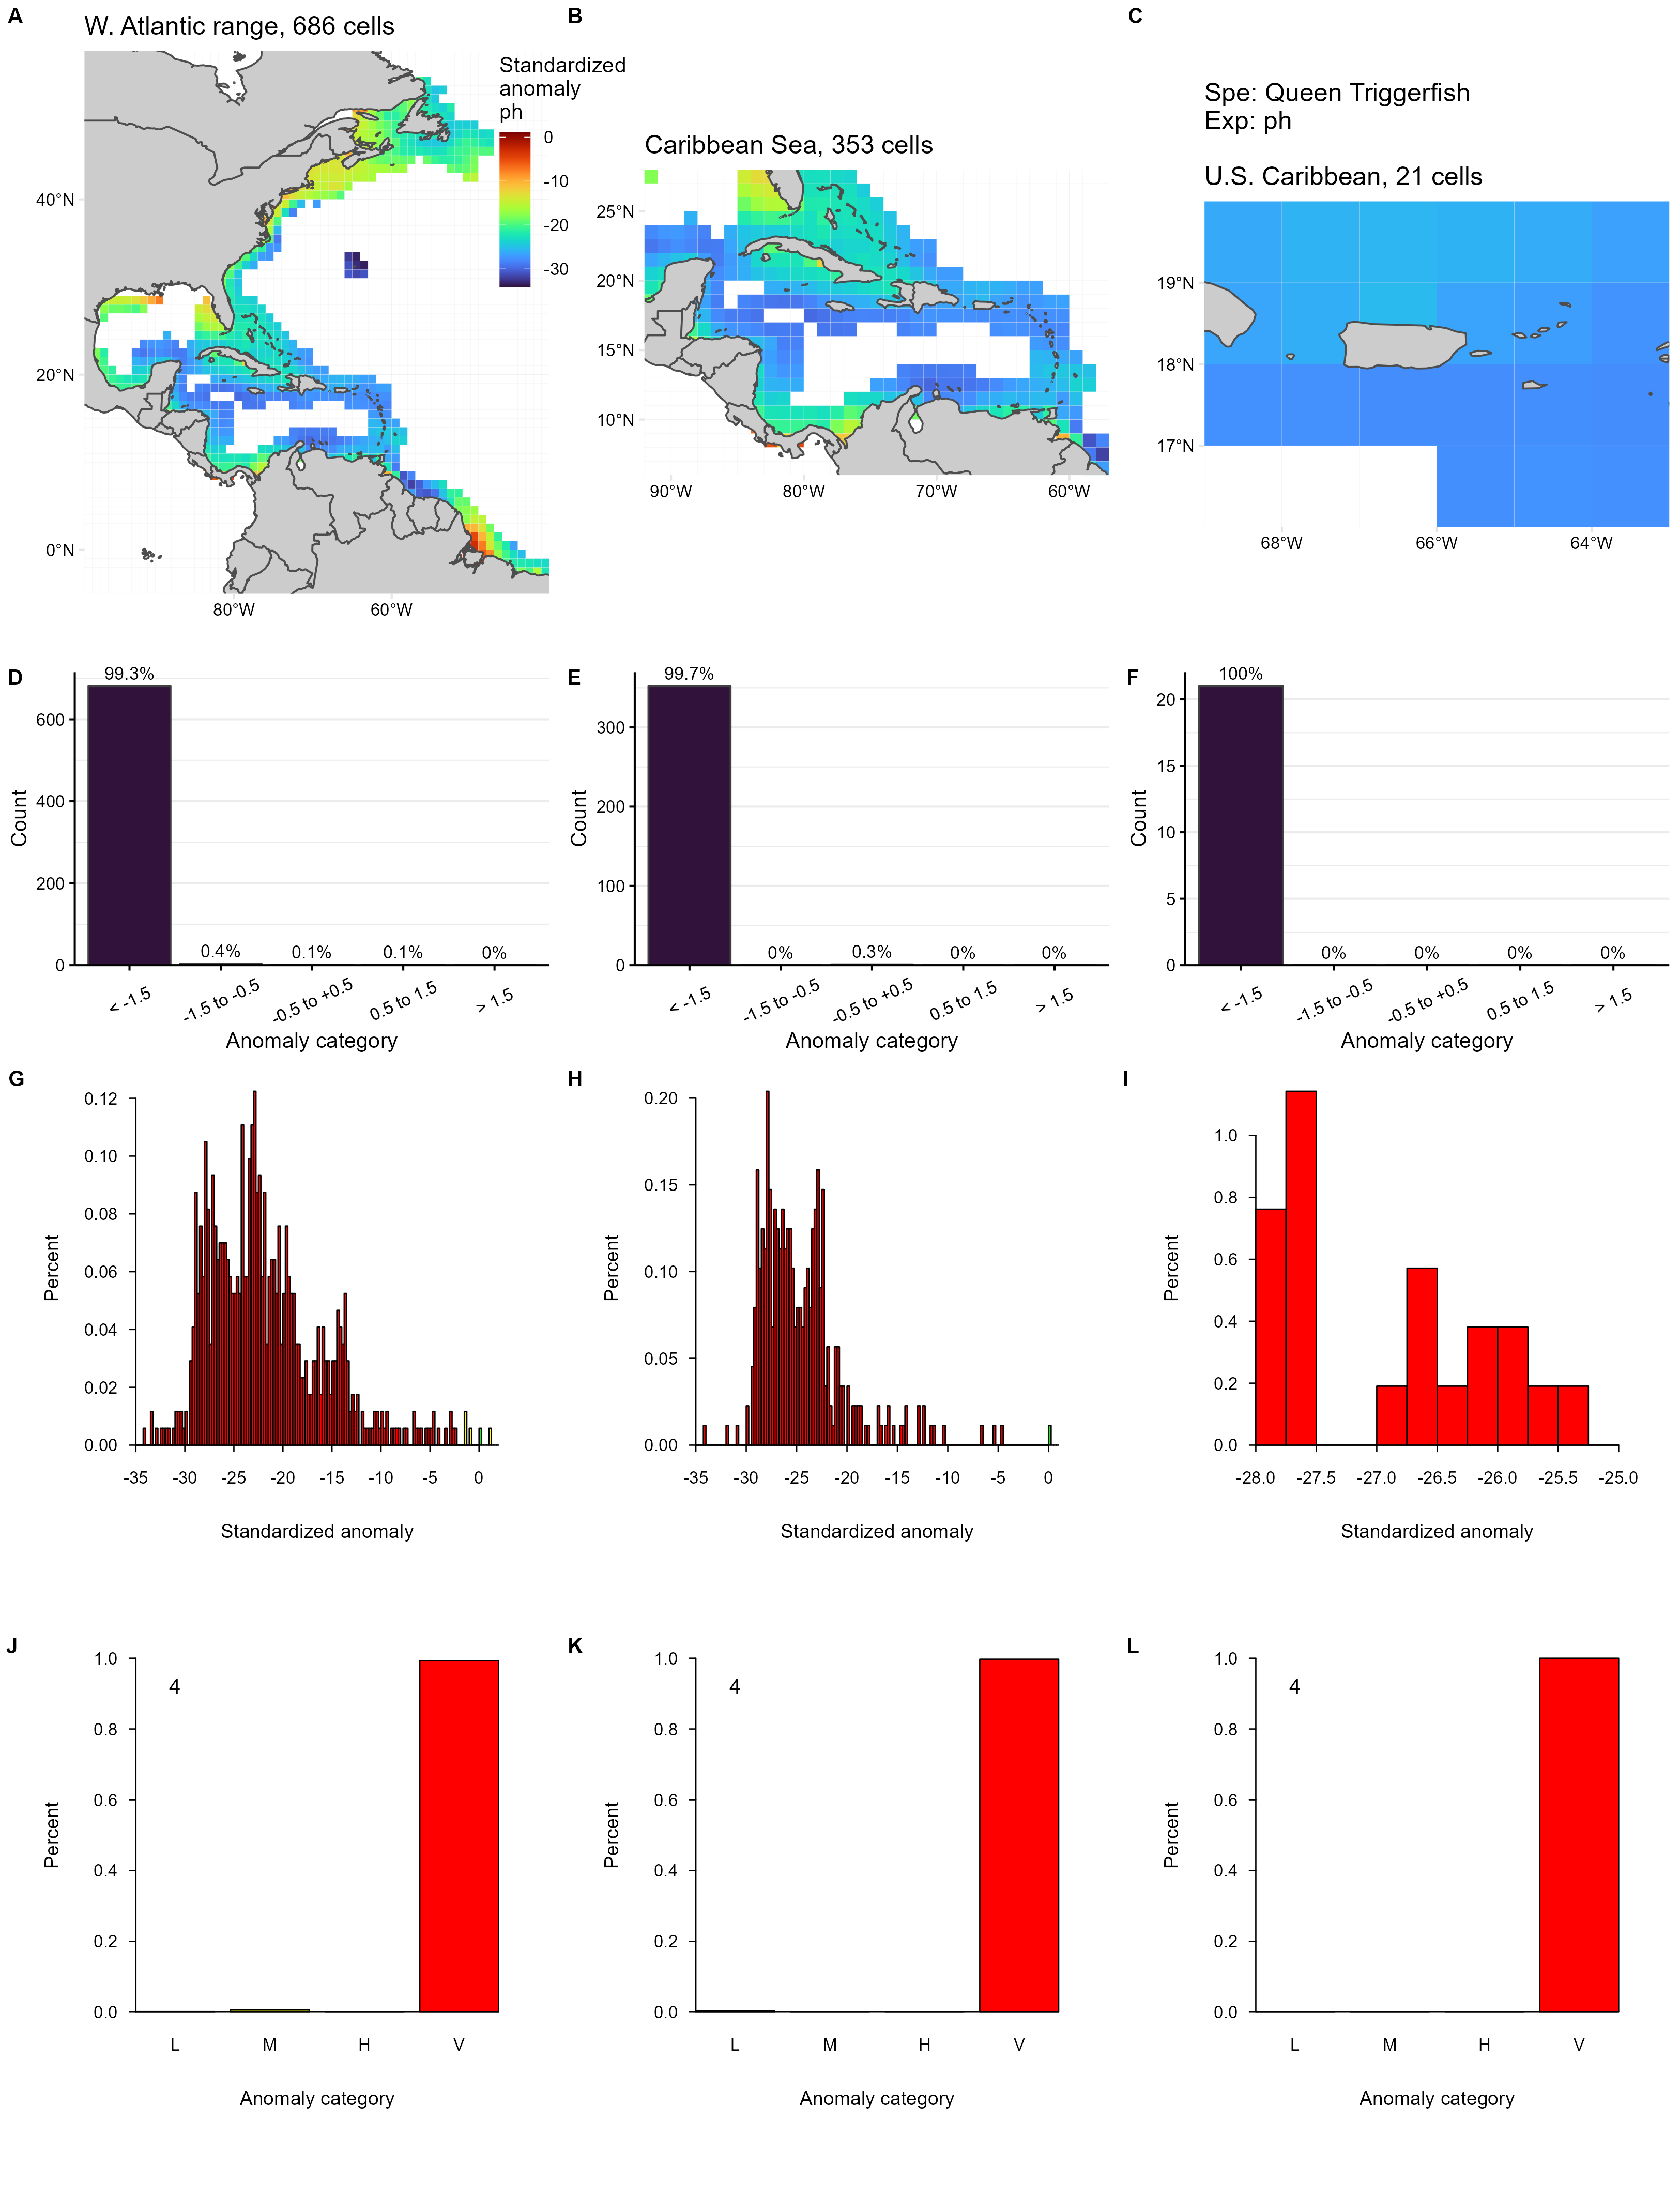 A
W. Atlantic range, 686 cells
Standardized
anomaly
ph
0
-10
-20
-30
40°N
20°N
0°N
80°W
60°W
B
Caribbean Sea, 353 cells
25°N
20°N
15°N
10°N
90°W
80°W
70°W
60°W
C
Spe: Queen Triggerfish
Exp: ph
U.S. Caribbean, 21 cells
19°N
18°N
17°N
68°W
66°W
64°W
D
99.3%
0.4%
0.1%
0.1%
0%
Count
600
400
200
0
< -1.5
-1.5 to -0.5
-0.5 to +0.5
0.5 to 1.5
> 1.5
Anomaly category
E
99.7%
0%
0.3%
0%
0%
Count
300
200
100
0
< -1.5
-1.5 to -0.5
-0.5 to +0.5
0.5 to 1.5
> 1.5
Anomaly category
F
100%
0%
0%
0%
0%
Count
20
15
10
5
0
< -1.5
-1.5 to -0.5
-0.5 to +0.5
0.5 to 1.5
> 1.5
Anomaly category
G
Percent
0.12
0.10
0.08
0.06
0.04
0.02
0.00
-35
-30
-25
-20
-15
-10
-5
0
Standardized anomaly
H
Percent
0.20
0.15
0.10
0.05
0.00
-35
-30
-25
-20
-15
-10
-5
0
Standardized anomaly
I
Percent
1.0
0.8
0.6
0.4
0.2
0.0
-28.0
-27.5
-27.0
-26.5
-26.0
-25.5
-25.0
Standardized anomaly
J
4
Percent
1.0
0.8
0.6
0.4
0.2
0.0
L
M
H
V
Anomaly category
K
4
Percent
1.0
0.8
0.6
0.4
0.2
0.0
L
M
H
V
Anomaly category
L
4
Percent
1.0
0.8
0.6
0.4
0.2
0.0
L
M
H
V
Anomaly category